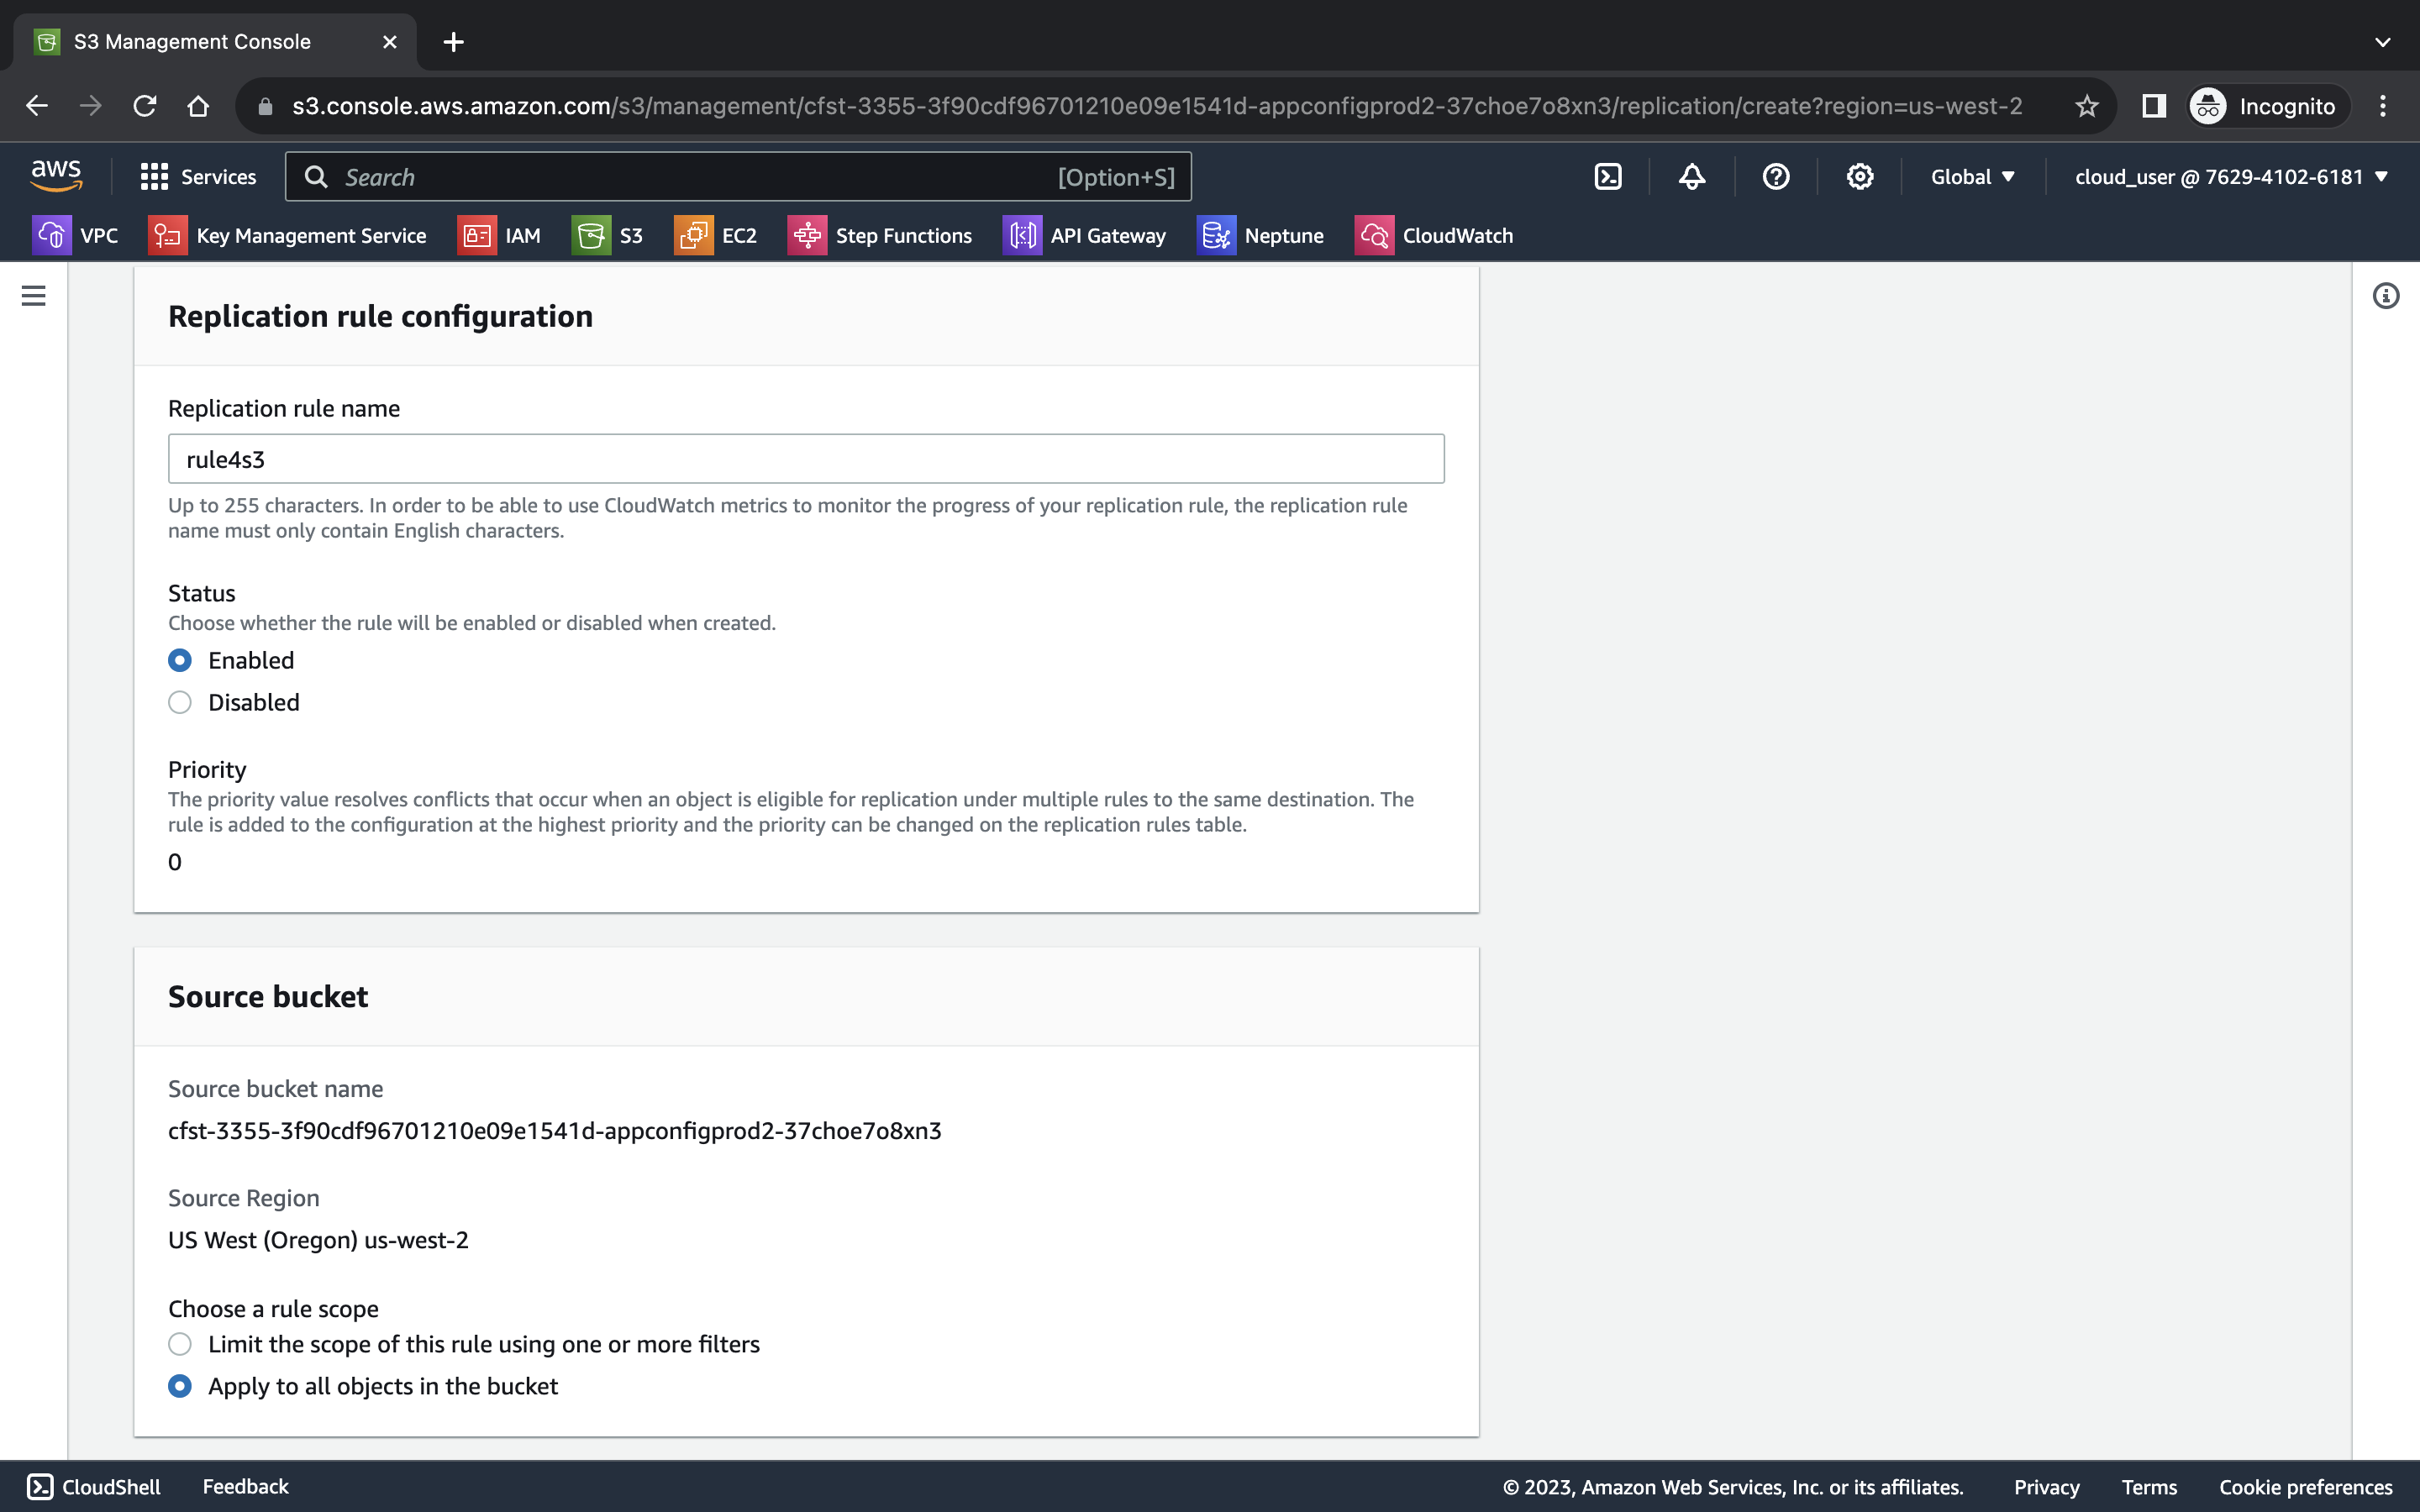 S3 Management Console
s3.console.aws.amazon.com/s3/management/cfst-3355-3f90cdf96701210e09e1541d-appconfigprod2-37choe7o8xn3/replication/create?region=us-west-2
Incognito
aws
Services
Search
[Option+S]
Global
cloud_user @ 7629-4102-6181
VPC
Key Management Service
IAM
S3
EC2
Step Functions
API Gateway
Neptune
CloudWatch
Replication rule configuration
Replication rule name
rule4s3
Up to 255 characters. In order to be able to use CloudWatch metrics to monitor the progress of your replication rule, the replication rule
name must only contain English characters.
Status
Choose whether the rule will be enabled or disabled when created.
Enabled
Disabled
Priority
The priority value resolves conflicts that occur when an object is eligible for replication under multiple rules to the same destination. The
rule is added to the configuration at the highest priority and the priority can be changed on the replication rules table.
0
Source bucket
Source bucket name
cfst-3355-3f90cdf96701210e09e1541d-appconfigprod2-37choe7o8xn3
Source Region
US West (Oregon) us-west-2
Choose a rule scope
Limit the scope of this rule using one or more filters
Apply to all objects in the bucket
CloudShell
Feedback
© 2023, Amazon Web Services, Inc. or its affiliates.
Privacy
Terms
Cookie preferences